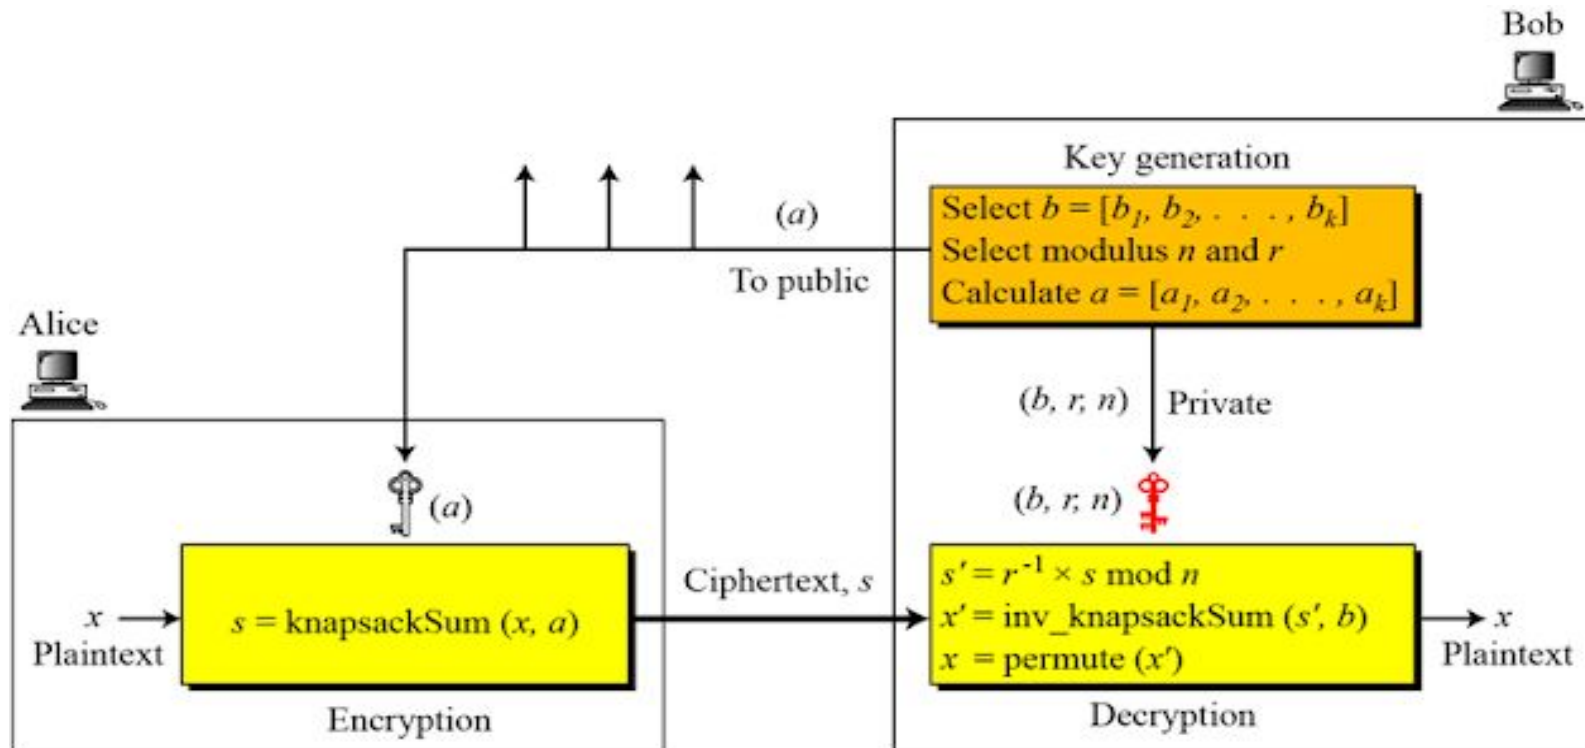 Bob
Key generation
Select b = [b1, b2, . . . , bk]
Select modulus n and r
Calculate a = [a1, a2, . . . , ak]
(a)
To public
Alice
(b, r, n) Private
(a)
(b, r, n)
x
Plaintext
s = knapsackSum (x, a)
Encryption
Ciphertext, s
s′ = r⁻¹ × s mod n
x′ = inv_knapsackSum (s′, b)
x = permute (x′)
Decryption
x
Plaintext